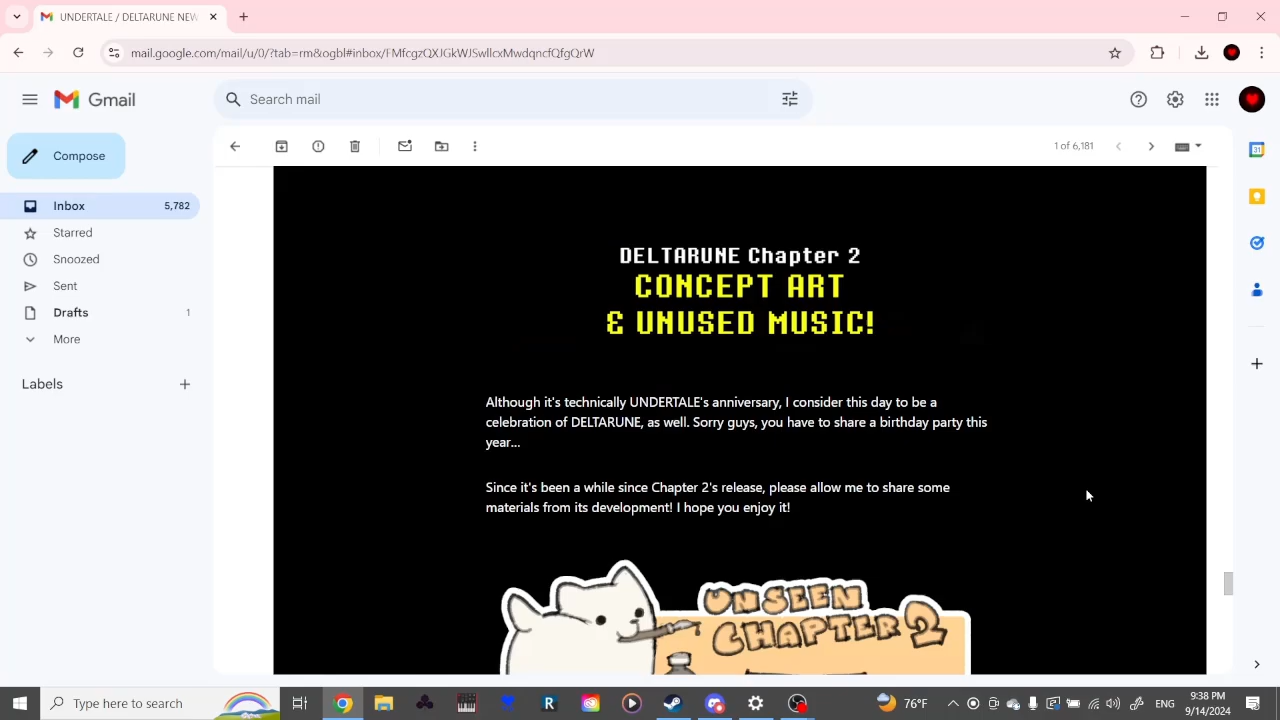 UNDERTALE / DELTARUNE NEW
mail.google.com/mail/u/0/?tab=rm&ogbl#inbox/FMfcgzQXJGkWJSwllcxMwdqncfQfgQrW
Gmail
Search mail
Compose
1 of 6,181
Inbox 5,782
Starred
Snoozed
Sent
Drafts 1
More
Labels
DELTARUNE Chapter 2
CONCEPT ART
& UNUSED MUSIC!
Although it's technically UNDERTALE's anniversary, I consider this day to be a
celebration of DELTARUNE, as well. Sorry guys, you have to share a birthday party this
year...
Since it's been a while since Chapter 2's release, please allow me to share some
materials from its development! I hope you enjoy it!
UNSEEN
CHAPTER 2
31
Type here to search
76°F
ENG
9:38 PM
9/14/2024